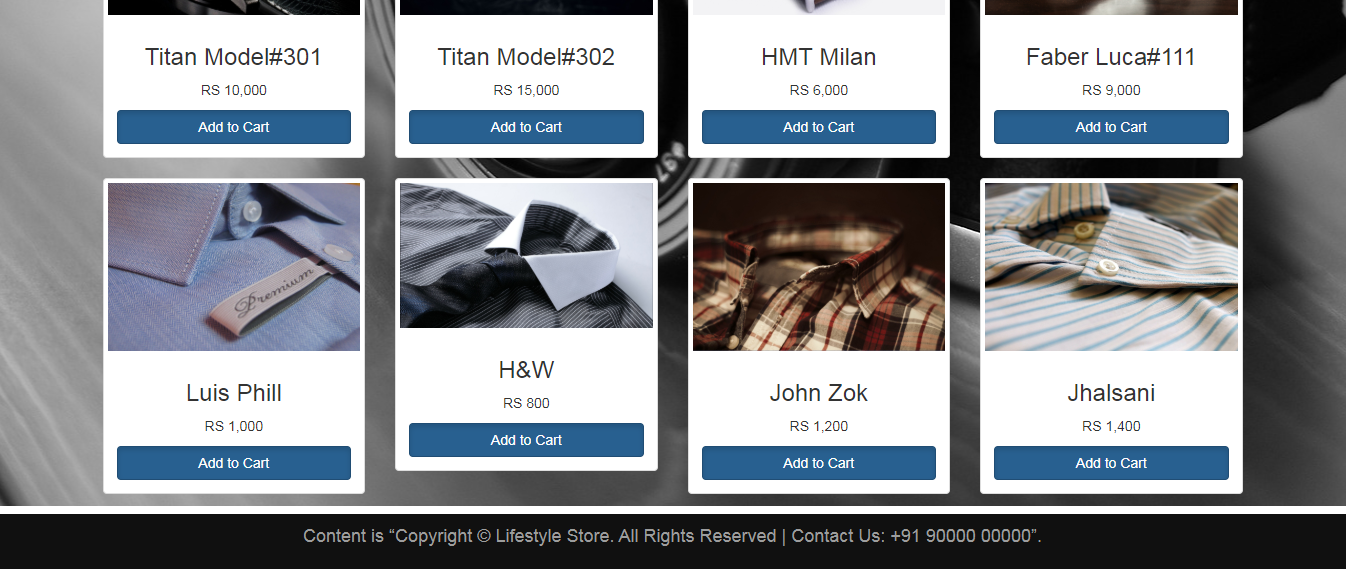 Titan Model#301
Titan Model#302
HMT Milan
Faber Luca#111
RS 10,000
RS 15,000
RS 6,000
RS 9,000
Add to Cart
Add to Cart
Add to Cart
Add to Cart
Premium
Luis Phill
H&W
John Zok
Jhalsani
RS 1,000
RS 800
RS 1,200
RS 1,400
Add to Cart
Add to Cart
Add to Cart
Add to Cart
Content is “Copyright © Lifestyle Store. All Rights Reserved | Contact Us: +91 90000 00000”.